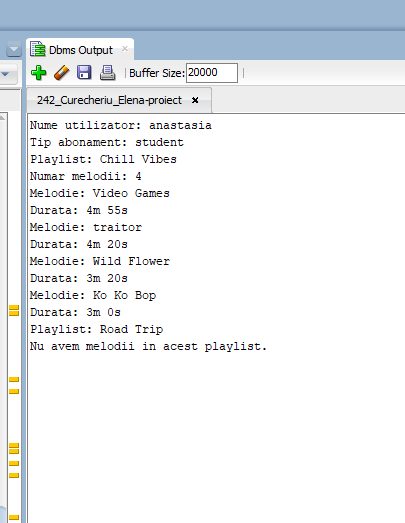 Dbms Output
Buffer Size: 20000
242_Curecheriu_Elena-proiect
Nume utilizator: anastasia
Tip abonament: student
Playlist: Chill Vibes
Numar melodii: 4
Melodie: Video Games
Durata: 4m 55s
Melodie: traitor
Durata: 4m 20s
Melodie: Wild Flower
Durata: 3m 20s
Melodie: Ko Ko Bop
Durata: 3m 0s
Playlist: Road Trip
Nu avem melodii in acest playlist.